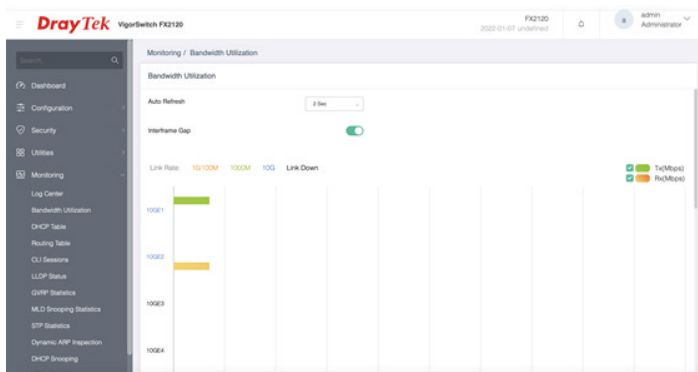 DrayTek VigorSwitch FX2120
FX2120
2022-01-07 undefined
a
admin
Administrator
Search...
Dashboard
Configuration
Security
Utilities
Monitoring
Log Center
Bandwidth Utilization
DHCP Table
Routing Table
CLI Sessions
LLDP Status
GVRP Statistics
MLD Snooping Statistics
STP Statistics
Dynamic ARP Inspection
DHCP Snooping
Monitoring / Bandwidth Utilization
Bandwidth Utilization
Auto Refresh
2 Sec
Interframe Gap
Link Rate: 10/100M 1000M 10G Link Down
Tx(Mbps)
Rx(Mbps)
10GE1
10GE2
10GE3
10GE4